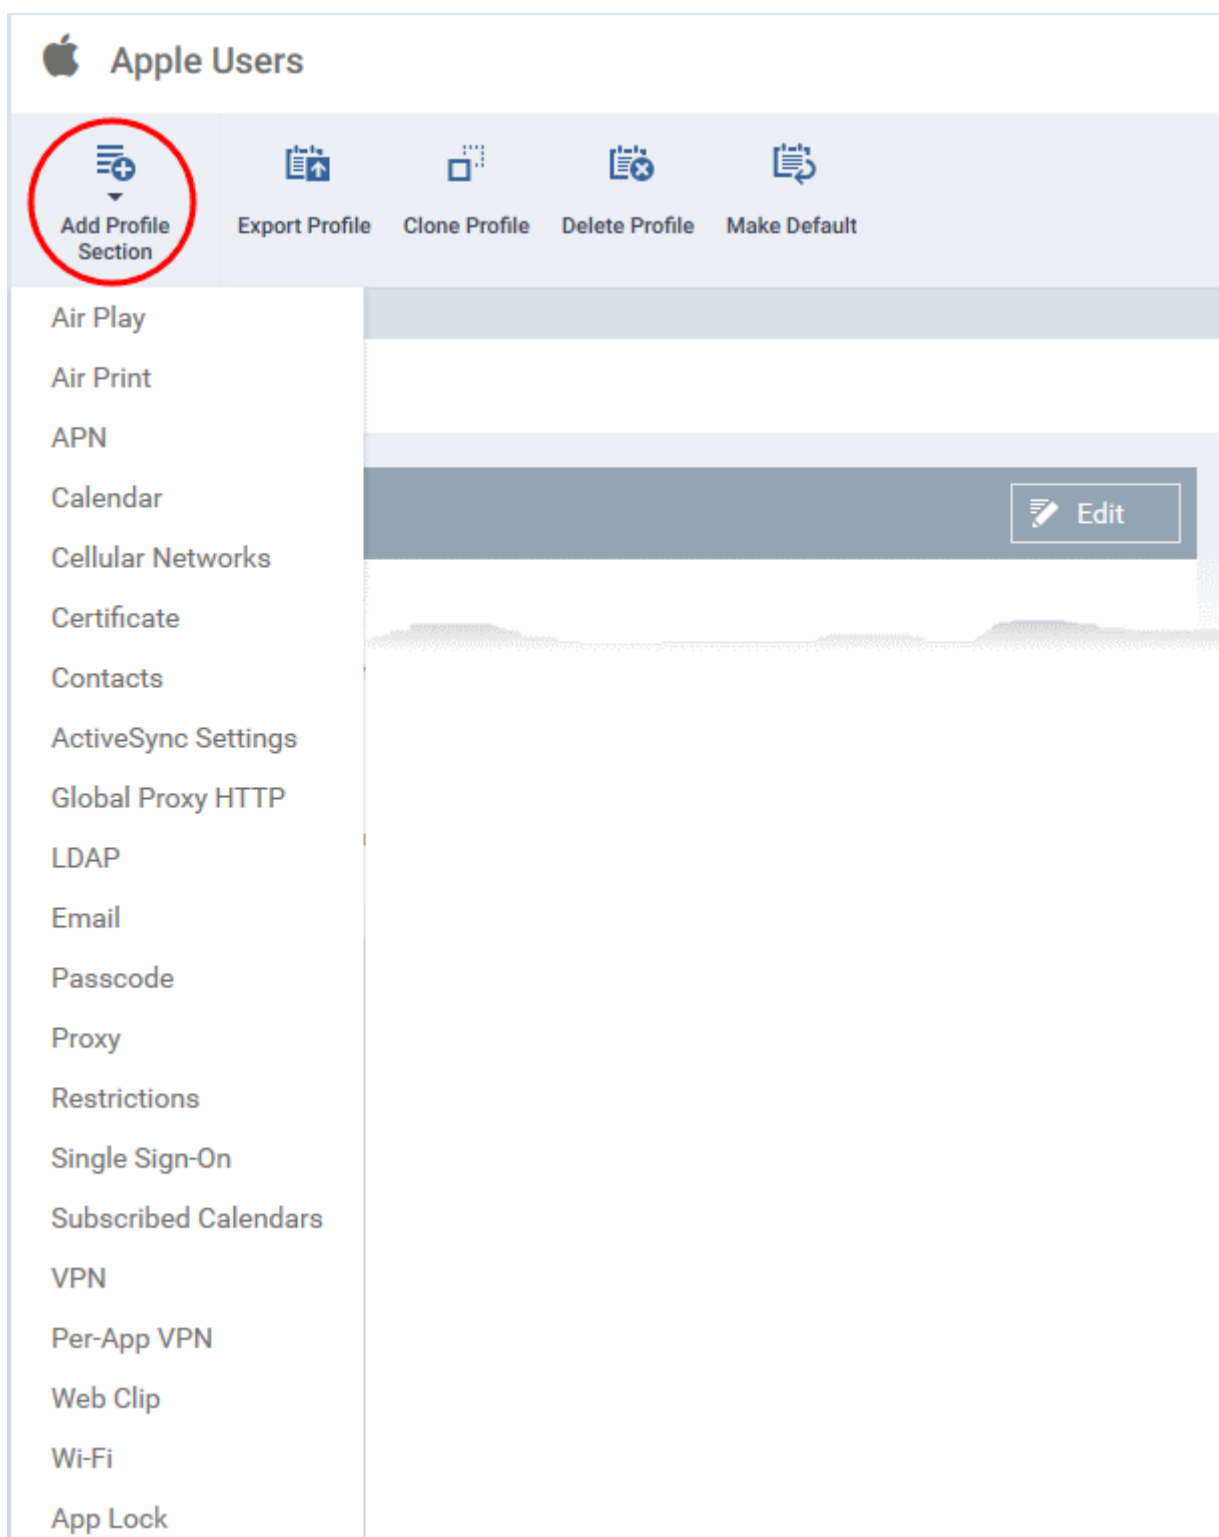 Apple Users
Add Profile
Section
Export Profile
Clone Profile
Delete Profile
Make Default
Air Play
Air Print
APN
Calendar
Edit
Cellular Networks
Certificate
Contacts
ActiveSync Settings
Global Proxy HTTP
LDAP
Email
Passcode
Proxy
Restrictions
Single Sign-On
Subscribed Calendars
VPN
Per-App VPN
Web Clip
Wi-Fi
App Lock